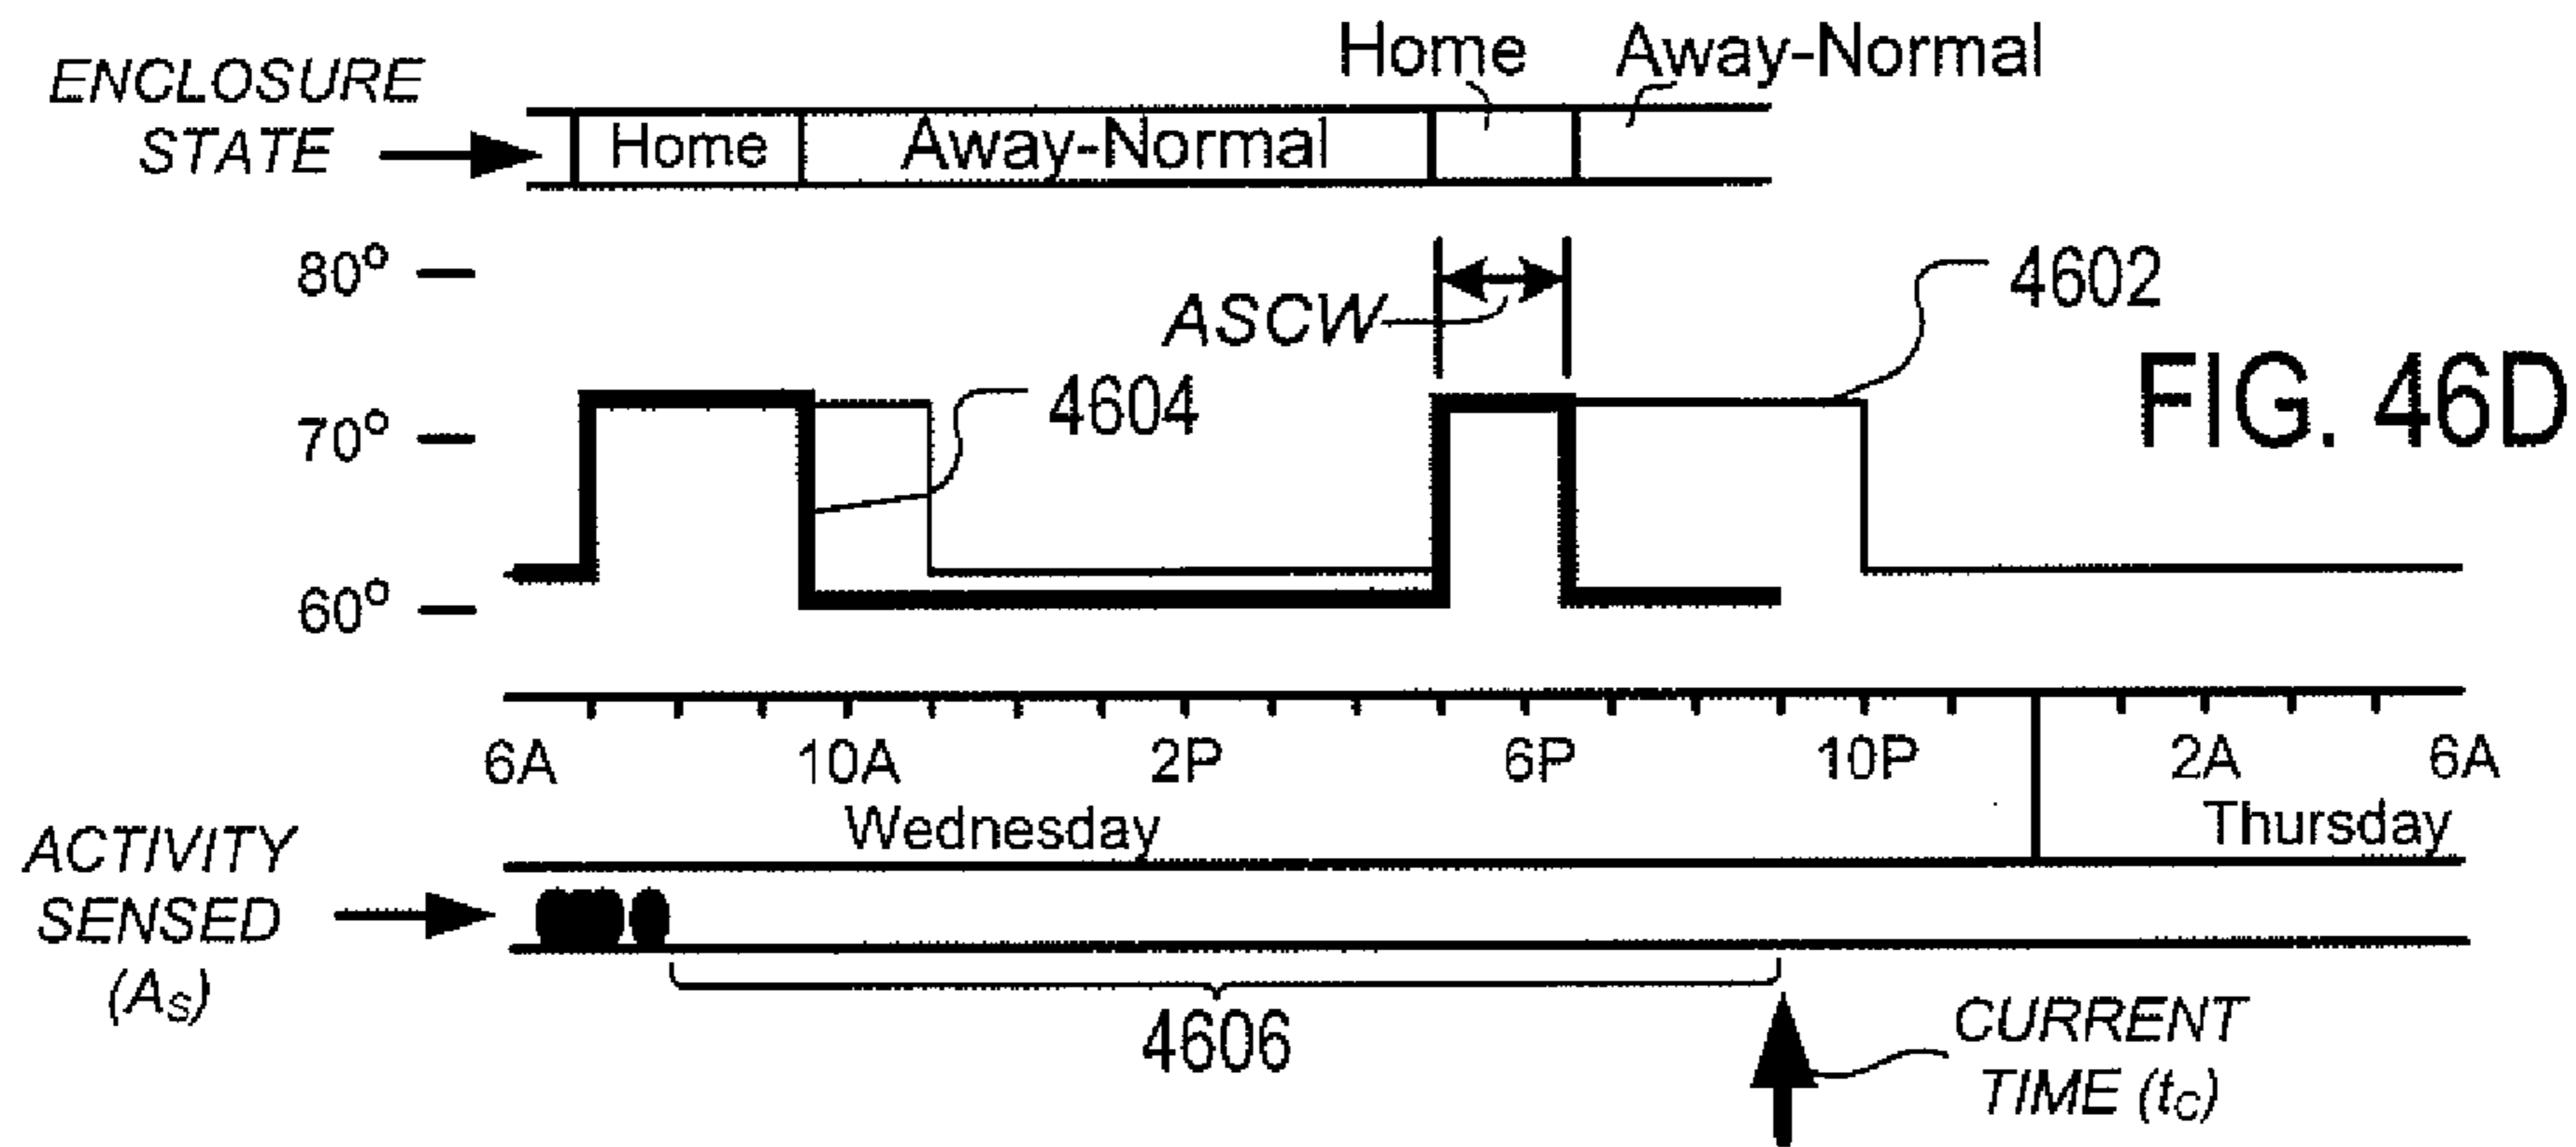 Home Away-Normal
ENCLOSURE
STATE
Home Away-Normal
80°
ASCW
4602
4604
FIG. 46D
70°
60°
6A 10A 2P 6P 10P 2A 6A
Wednesday Thursday
ACTIVITY
SENSED
(As)
4606
CURRENT
TIME (tc)